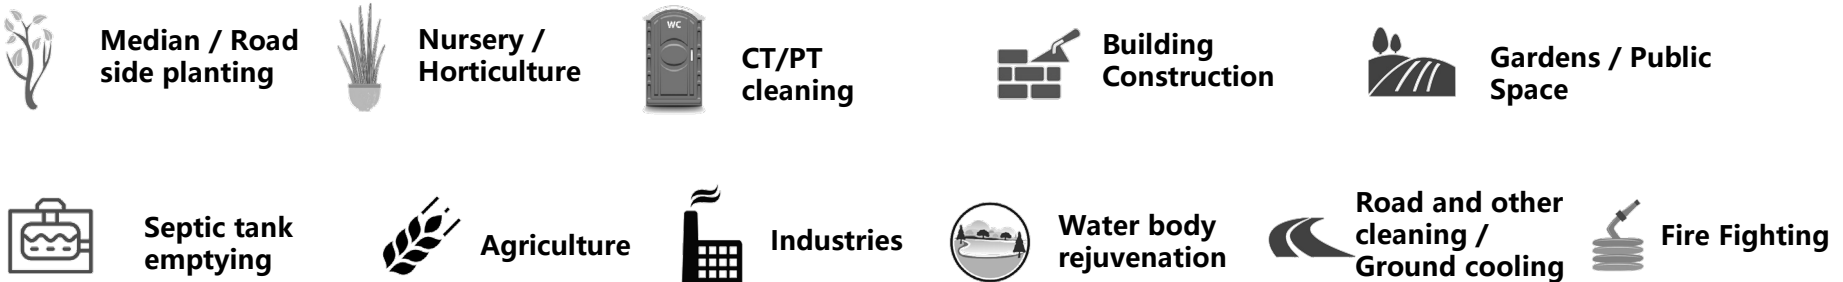 Median / Road
side planting
Nursery /
Horticulture
WC
CT/PT
cleaning
Building
Construction
Gardens / Public
Space
Septic tank
emptying
Agriculture
Industries
Water body
rejuvenation
Road and other
cleaning /
Ground cooling
Fire Fighting